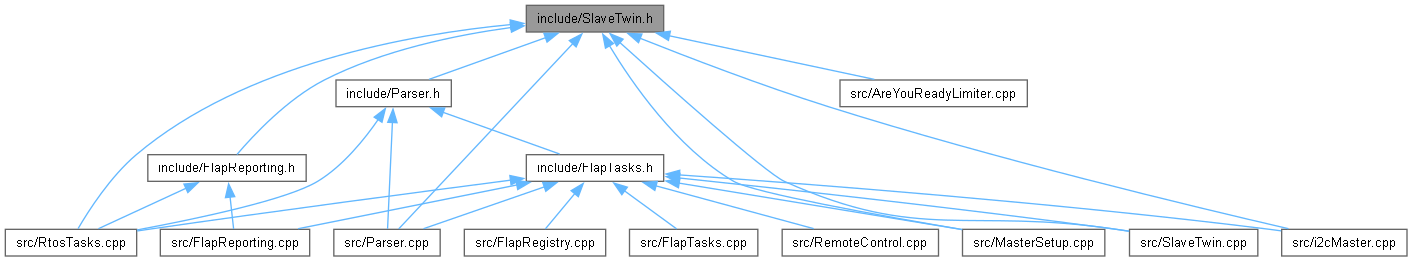 include/SlaveTwin.h
include/Parser.h
src/AreYouReadyLimiter.cpp
include/FlapReporting.h
include/FlapTasks.h
src/RtosTasks.cpp
src/FlapReporting.cpp
src/Parser.cpp
src/FlapRegistry.cpp
src/FlapTasks.cpp
src/RemoteControl.cpp
src/MasterSetup.cpp
src/SlaveTwin.cpp
src/i2cMaster.cpp